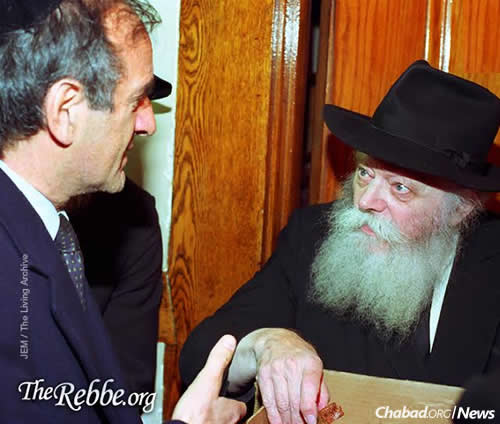 JEM / The Living Archive
TheRebbe.org
Chabad.ORG/News